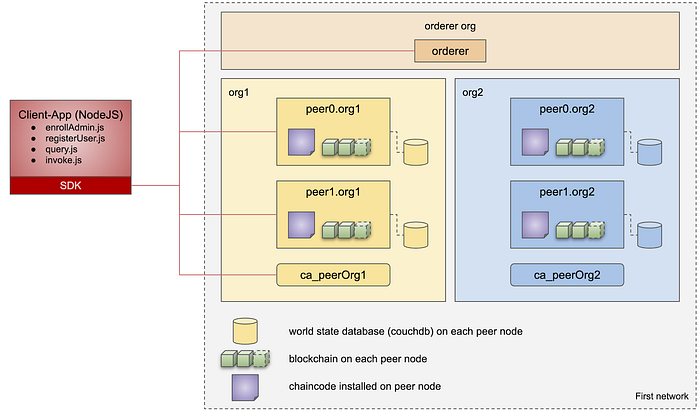 orderer org
orderer
Client-App (NodeJS)
enrollAdmin.js
registerUser.js
query.js
invoke.js
SDK
org1
peer0.org1
peer1.org1
ca_peerOrg1
org2
peer0.org2
peer1.org2
ca_peerOrg2
world state database (couchdb) on each peer node
blockchain on each peer node
chaincode installed on peer node
First network